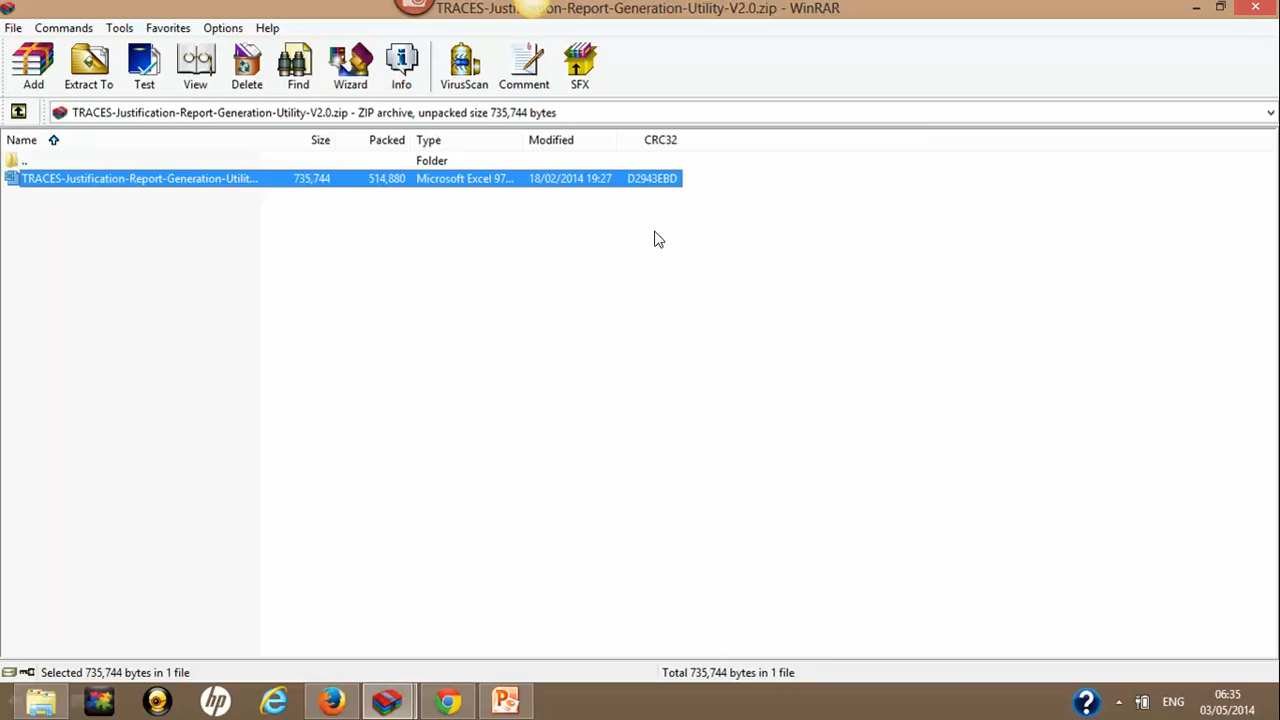 TRACES-Justification-Report-Generation-Utility-V2.0.zip - WinRAR
File Commands Tools Favorites Options Help
Add Extract To Test View Delete Find Wizard Info VirusScan Comment SFX
TRACES-Justification-Report-Generation-Utility-V2.0.zip - ZIP archive, unpacked size 735,744 bytes
Name Size Packed Type Modified CRC32
.. Folder
TRACES-Justification-Report-Generation-Utilit... 735,744 514,880 Microsoft Excel 97... 18/02/2014 19:27 D2943EBD
Selected 735,744 bytes in 1 file Total 735,744 bytes in 1 file
hp ? ENG 06:35
03/05/2014